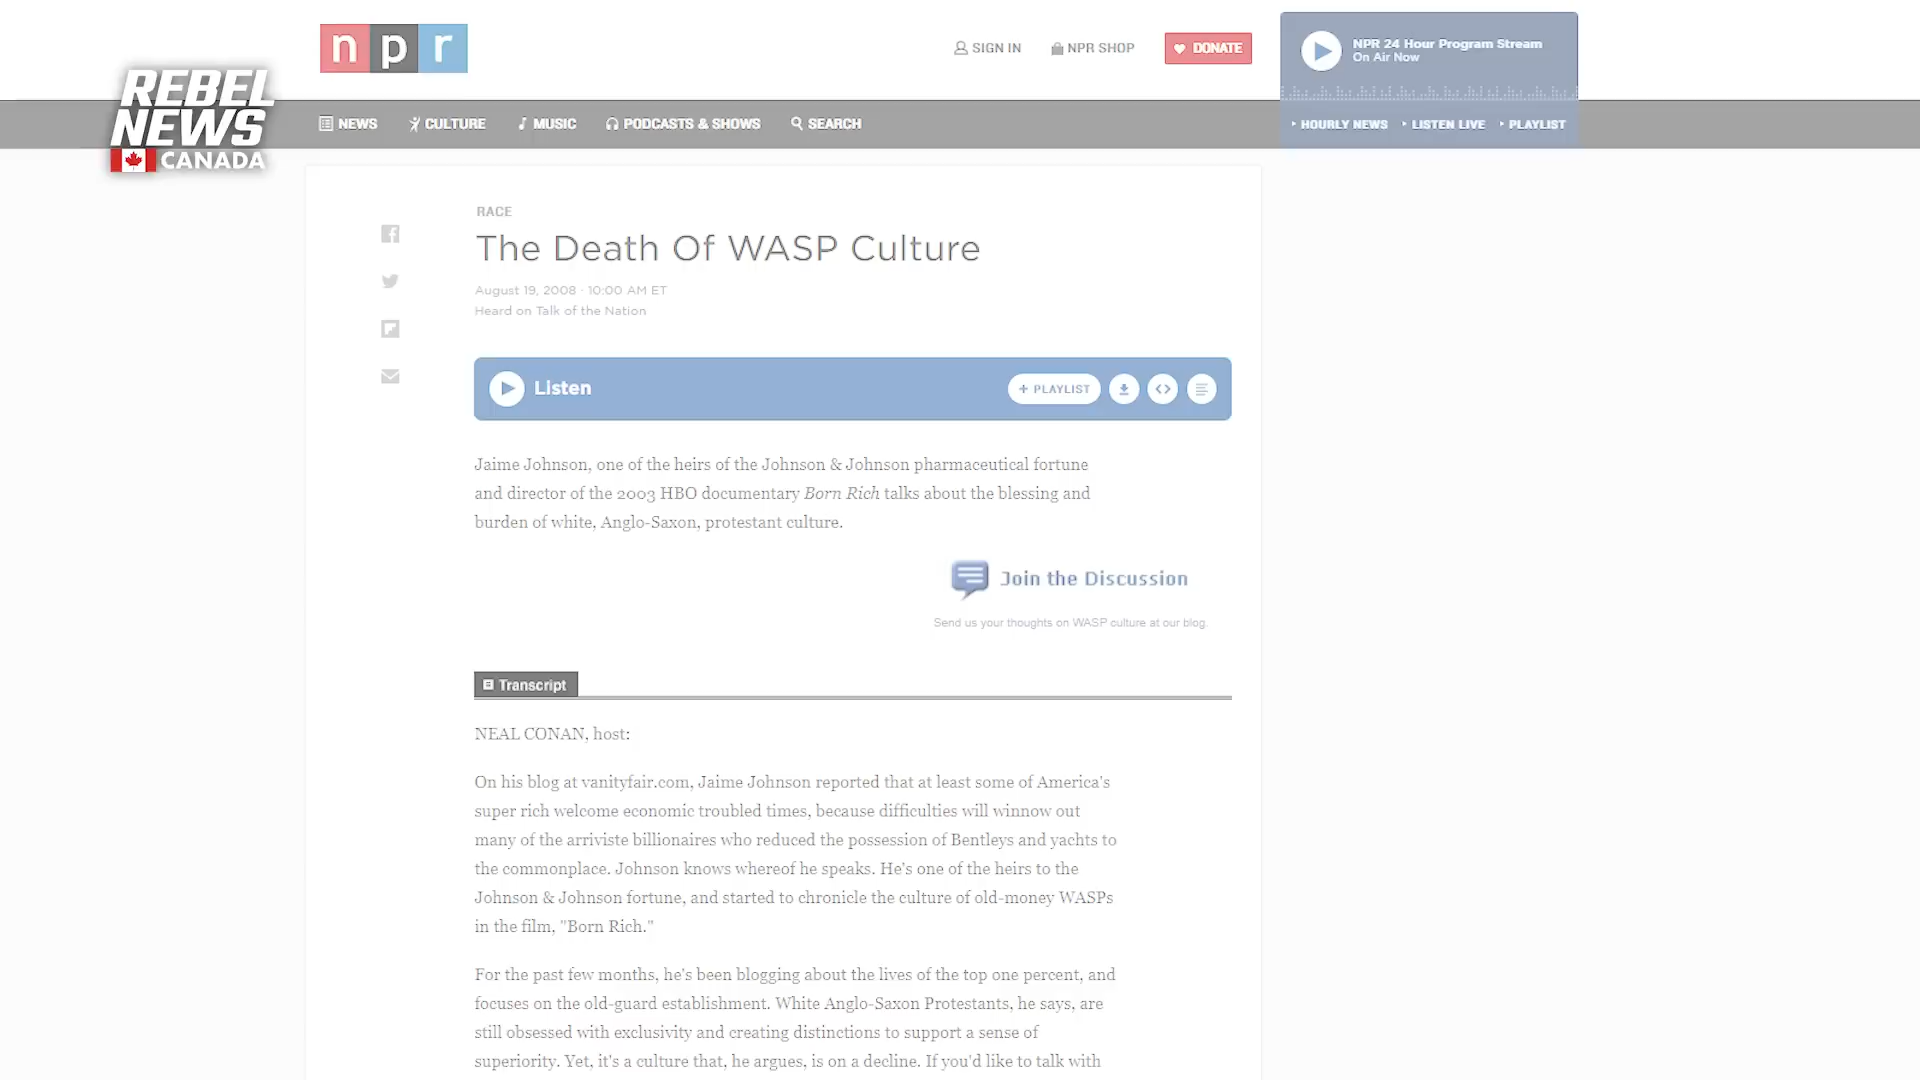 npr
SIGN IN
NPR SHOP
DONATE
NPR 24 Hour Program Stream
On Air Now
REBEL
NEWS
CANADA
NEWS
CULTURE
MUSIC
PODCASTS & SHOWS
SEARCH
HOURLY NEWS
LISTEN LIVE
PLAYLIST
RACE
The Death Of WASP Culture
August 19, 2008 · 10:00 AM ET
Heard on Talk of the Nation
Listen
+ PLAYLIST
Jaime Johnson, one of the heirs of the Johnson & Johnson pharmaceutical fortune
and director of the 2003 HBO documentary Born Rich talks about the blessing and
burden of white, Anglo-Saxon, protestant culture.
Join the Discussion
Send us your thoughts on WASP culture at our blog.
Transcript
NEAL CONAN, host:
On his blog at vanityfair.com, Jaime Johnson reported that at least some of America's
super rich welcome economic troubled times, because difficulties will winnow out
many of the arriviste billionaires who reduced the possession of Bentleys and yachts to
the commonplace. Johnson knows whereof he speaks. He's one of the heirs to the
Johnson & Johnson fortune, and started to chronicle the culture of old-money WASPs
in the film, "Born Rich."
For the past few months, he's been blogging about the lives of the top one percent, and
focuses on the old-guard establishment. White Anglo-Saxon Protestants, he says, are
still obsessed with exclusivity and creating distinctions to support a sense of
superiority. Yet, it's a culture that, he argues, is on a decline. If you'd like to talk with